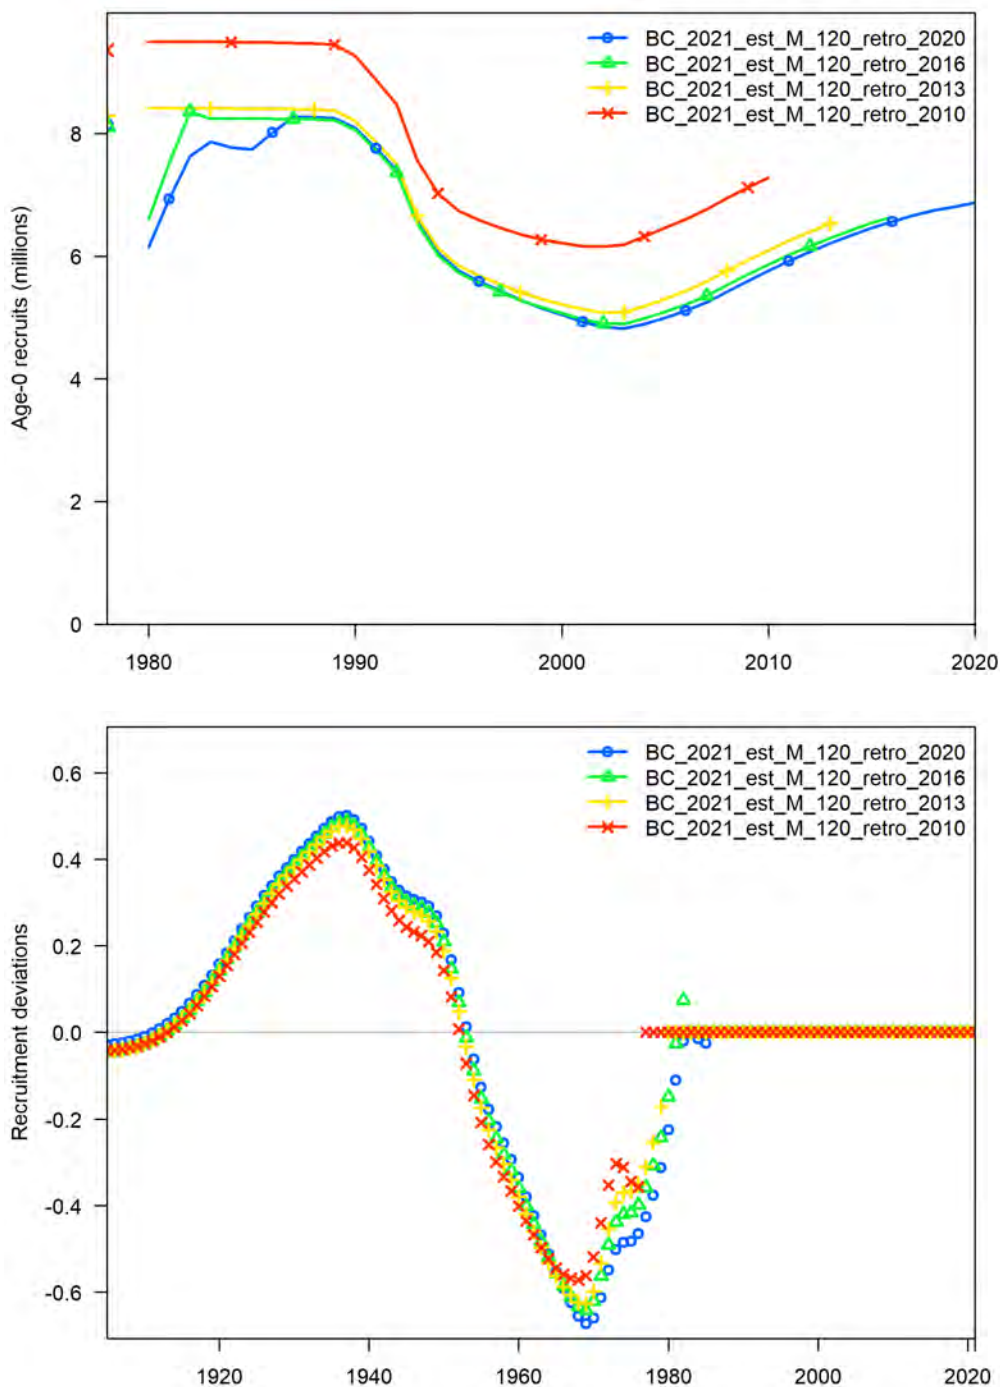 BC_2021_est_M_120_retro_2020
BC_2021_est_M_120_retro_2016
BC_2021_est_M_120_retro_2013
BC_2021_est_M_120_retro_2010
Age-0 recruits (millions)
8
6
4
2
0
1980 1990 2000 2010 2020
BC_2021_est_M_120_retro_2020
BC_2021_est_M_120_retro_2016
BC_2021_est_M_120_retro_2013
BC_2021_est_M_120_retro_2010
Recruitment deviations
0.6
0.4
0.2
0.0
-0.2
-0.4
-0.6
1920 1940 1960 1980 2000 2020